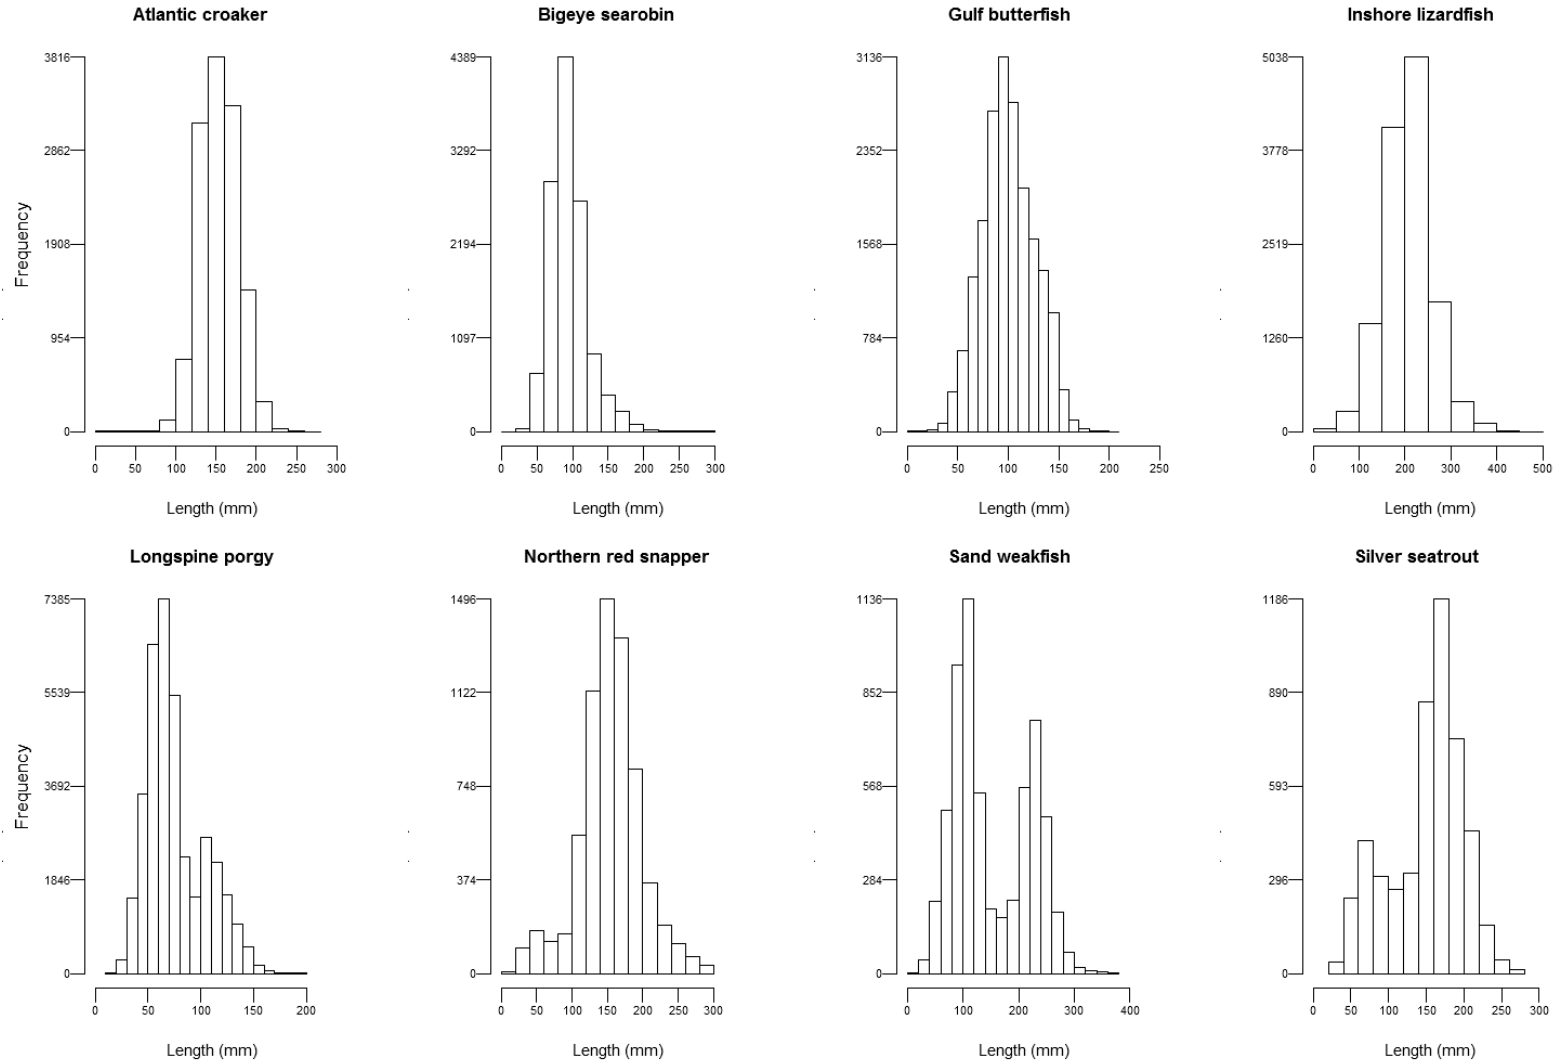 Atlantic croaker
Bigeye searobin
Gulf butterfish
Inshore lizardfish
Frequency
3816
2862
1908
954
0
0 50 100 150 200 250 300
Length (mm)
4389
3292
2194
1097
0
0 50 100 150 200 250 300
Length (mm)
3136
2352
1568
784
0
0 50 100 150 200 250
Length (mm)
5038
3778
2519
1260
0
0 100 200 300 400 500
Length (mm)
Longspine porgy
Northern red snapper
Sand weakfish
Silver seatrout
Frequency
7385
5539
3692
1846
0
0 50 100 150 200
Length (mm)
1496
1122
748
374
0
0 50 100 150 200 250 300
Length (mm)
1136
852
568
284
0
0 100 200 300 400
Length (mm)
1186
890
593
296
0
0 50 100 150 200 250 300
Length (mm)